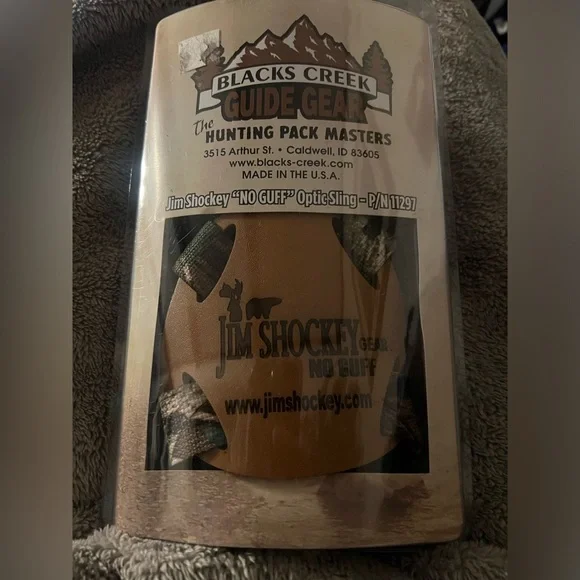 BLACKS CREEK
GUIDE GEAR
The HUNTING PACK MASTERS
3515 Arthur St. • Caldwell, ID 83605
www.blacks-creek.com
MADE IN THE U.S.A.
Jim Shockey "NO GUFF" Optic Sling - P/N 11297
JIM SHOCKEY GEAR
NO GUFF
www.jimshockey.com